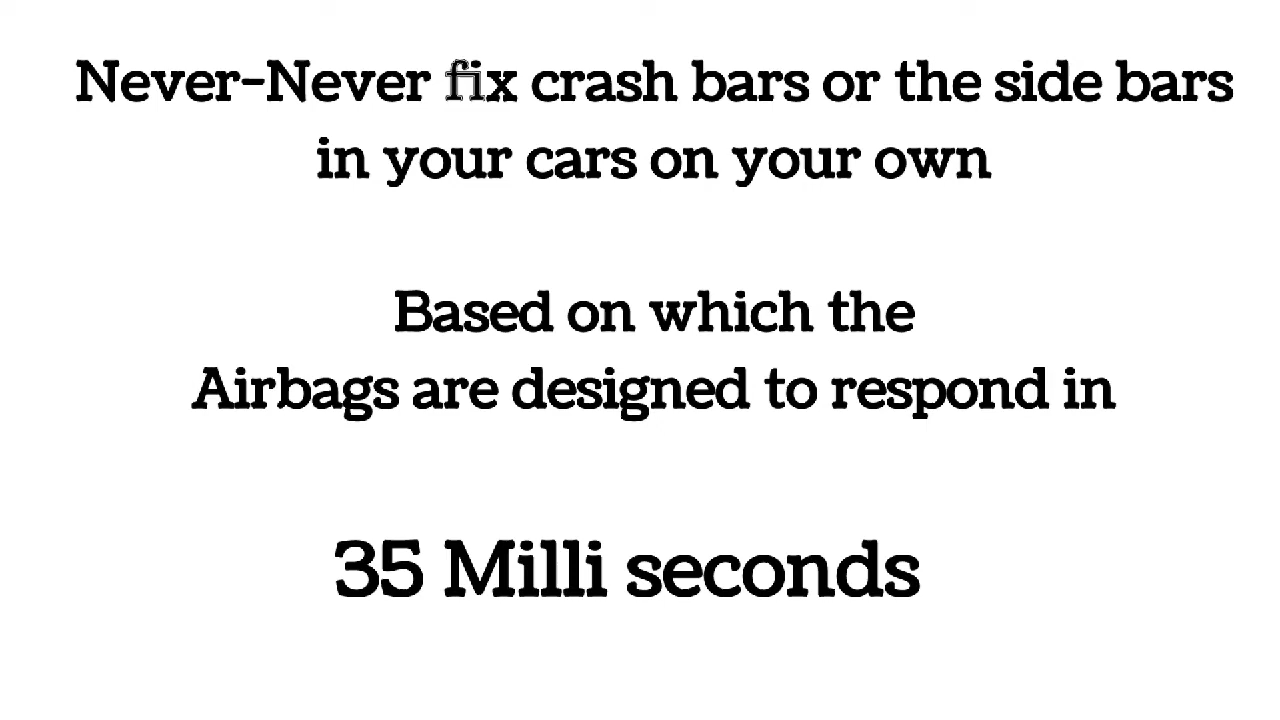 Never-Never fix crash bars or the side bars
in your cars on your own
Based on which the
Airbags are designed to respond in
35 Milli seconds